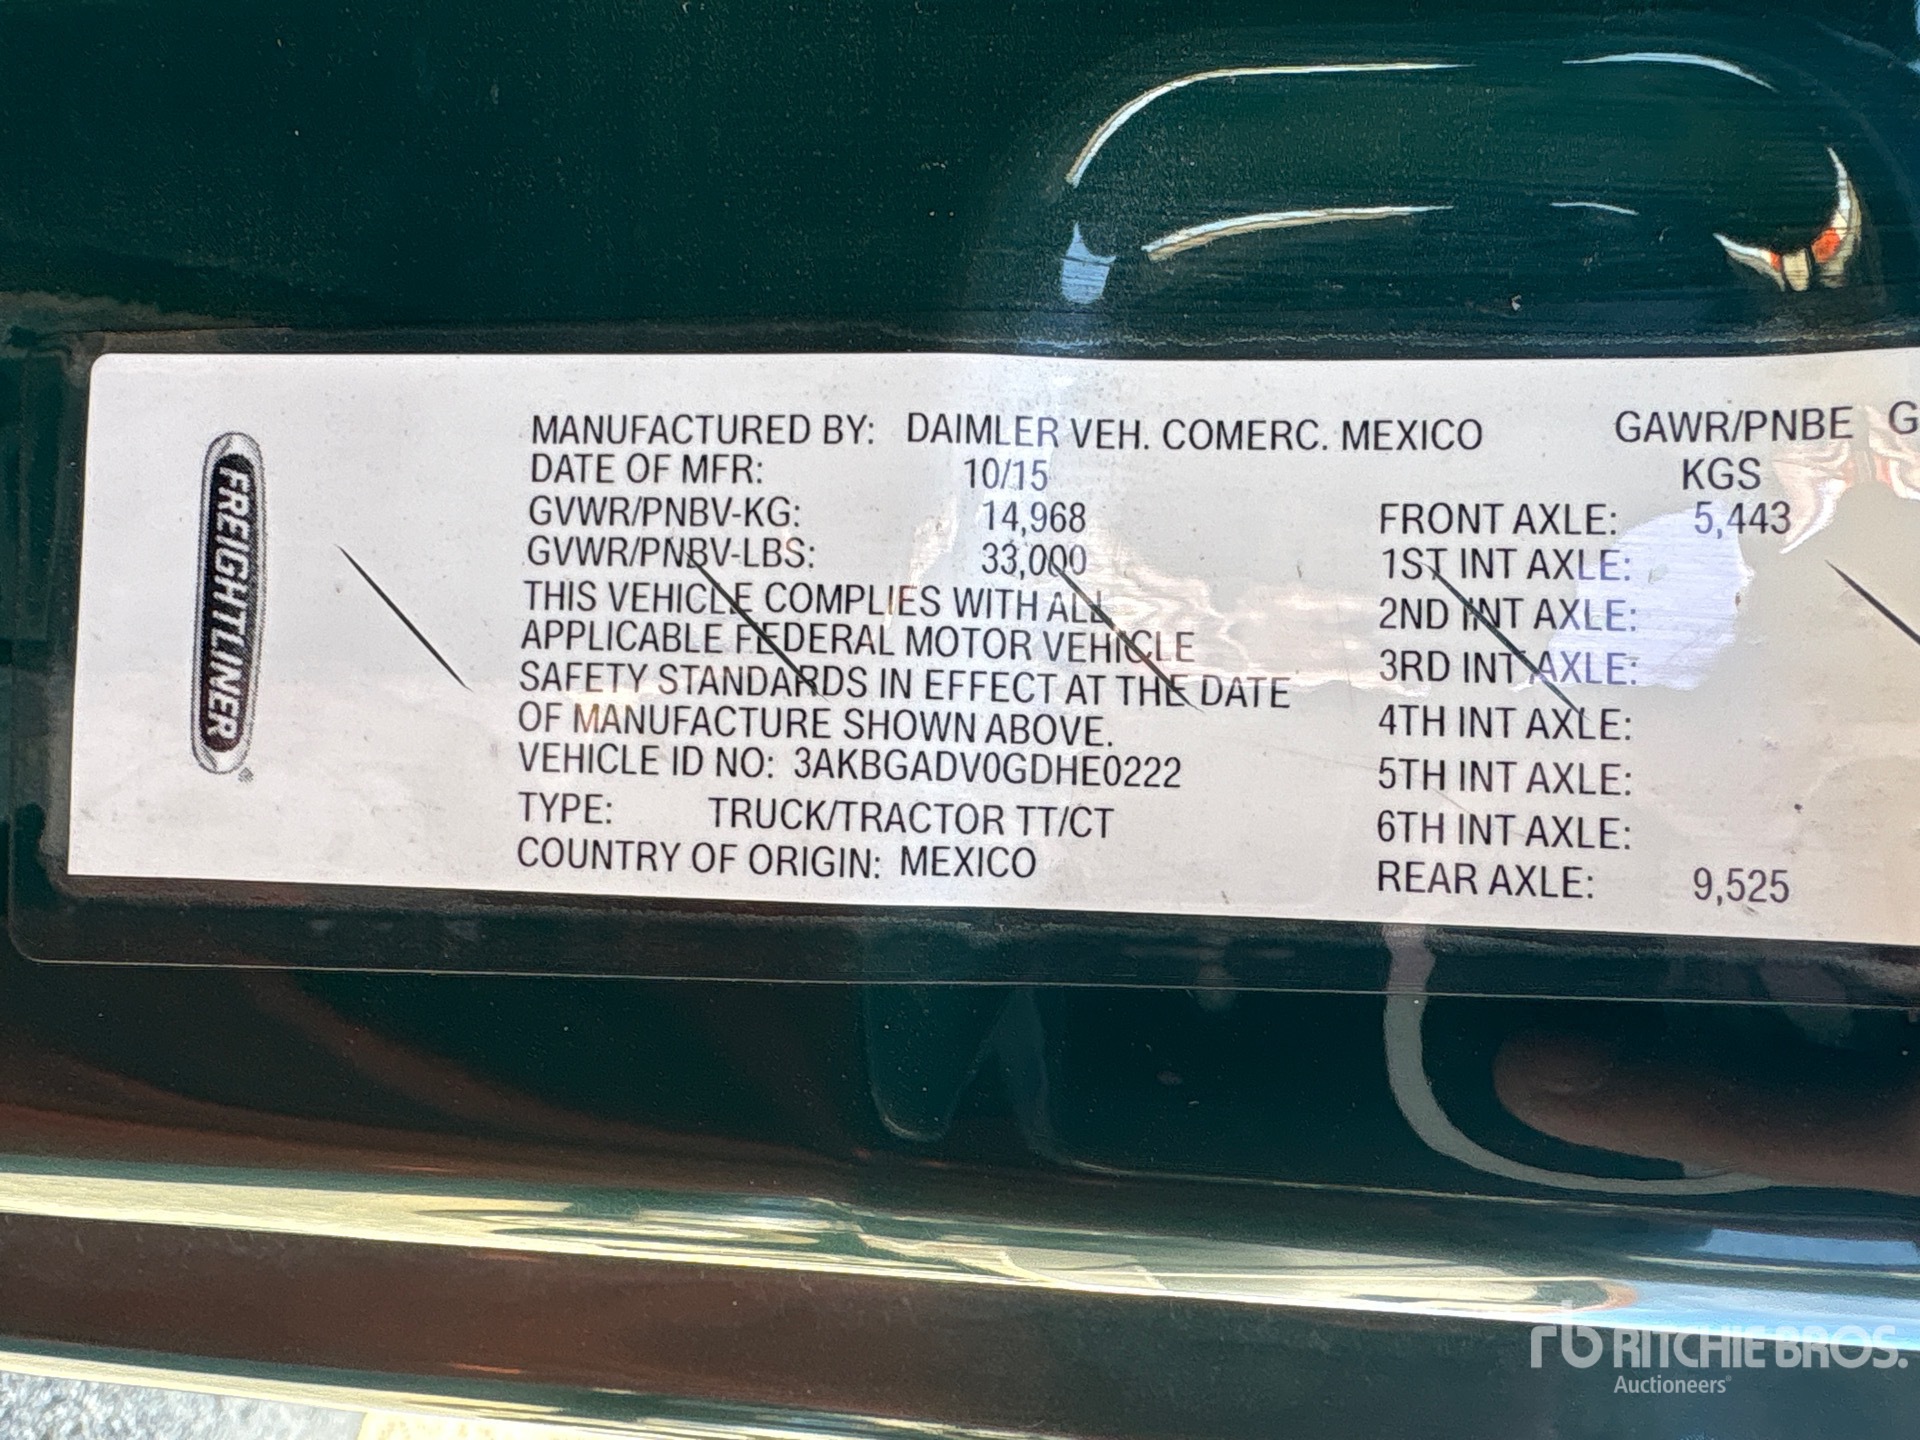 FREIGHTLINER
MANUFACTURED BY: DAIMLER VEH. COMERC. MEXICO
DATE OF MFR: 10/15
GVWR/PNBV-KG: 14,968
GVWR/PNBV-LBS: 33,000
THIS VEHICLE COMPLIES WITH ALL
APPLICABLE FEDERAL MOTOR VEHICLE
SAFETY STANDARDS IN EFFECT AT THE DATE
OF MANUFACTURE SHOWN ABOVE.
VEHICLE ID NO: 3AKBGADV0GDHE0222
TYPE: TRUCK/TRACTOR TT/CT
COUNTRY OF ORIGIN: MEXICO
GAWR/PNBE G
KGS
FRONT AXLE: 5,443
1ST INT AXLE:
2ND INT AXLE:
3RD INT AXLE:
4TH INT AXLE:
5TH INT AXLE:
6TH INT AXLE:
REAR AXLE: 9,525
rb RITCHIE BROS.
Auctioneers